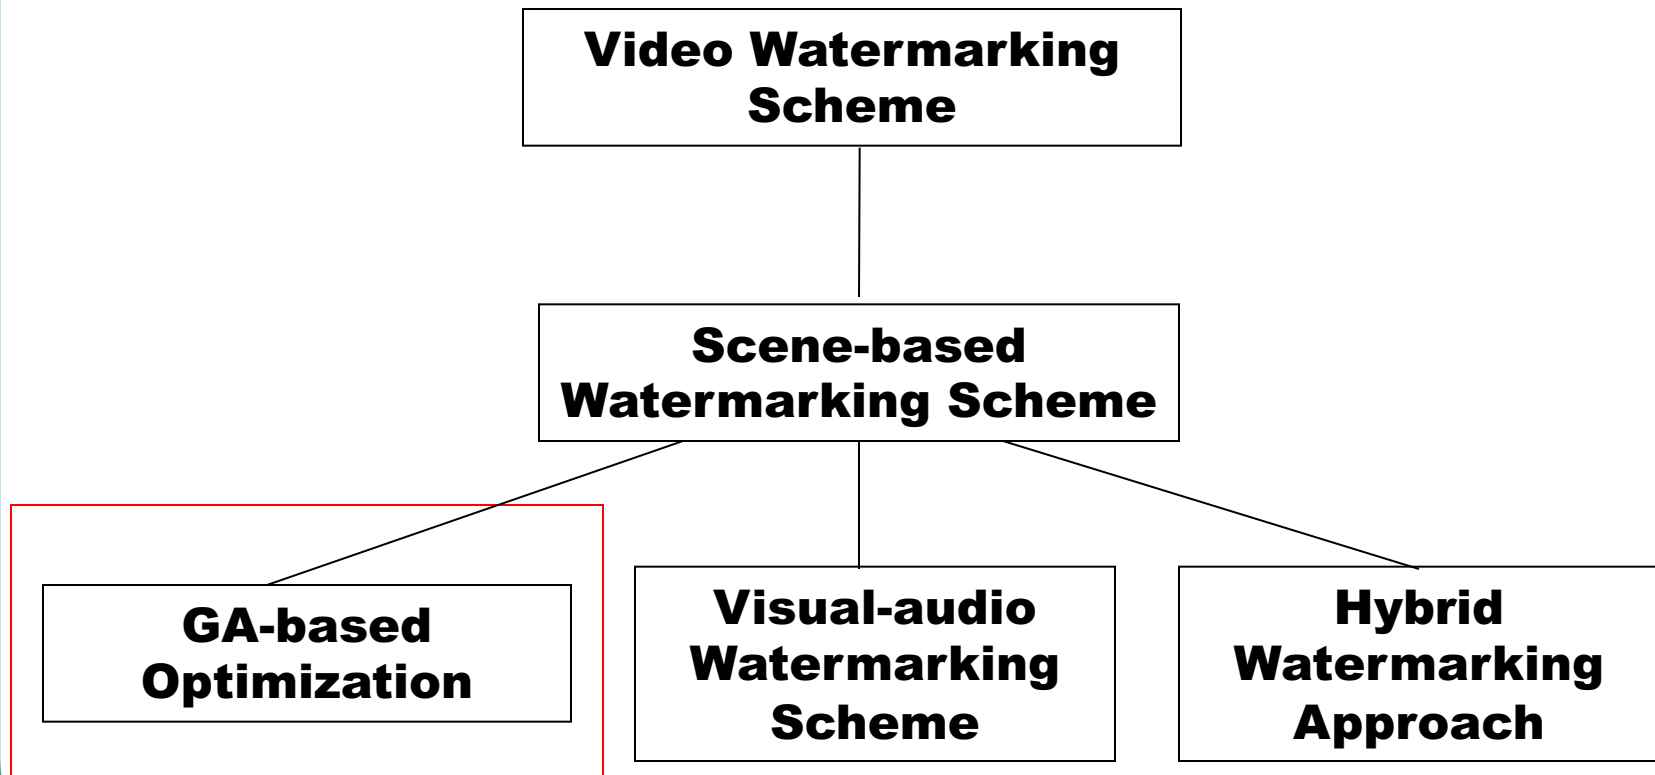 Video Watermarking
Scheme
Scene-based
Watermarking Scheme
GA-based
Optimization
Visual-audio
Watermarking
Scheme
Hybrid
Watermarking
Approach